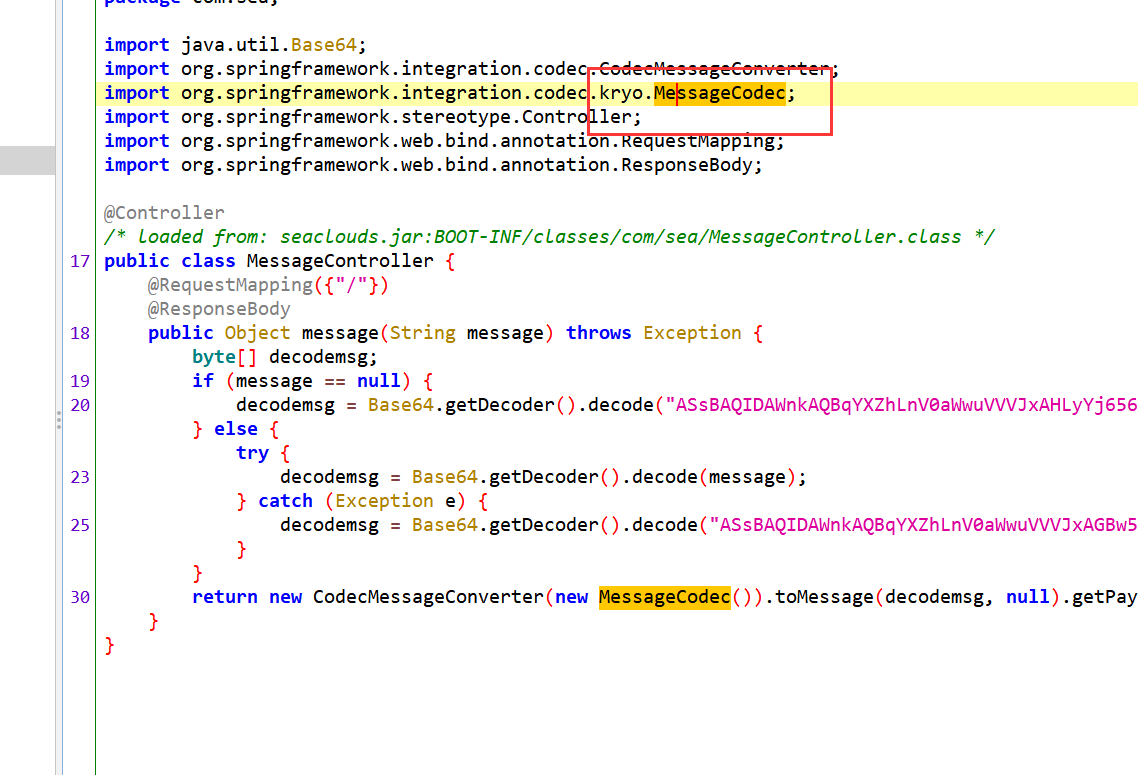 package com.sea;
import java.util.Base64;
import org.springframework.integration.codec.CodecMessageConverter;
import org.springframework.integration.codec.kryo.MessageCodec;
import org.springframework.stereotype.Controller;
import org.springframework.web.bind.annotation.RequestMapping;
import org.springframework.web.bind.annotation.ResponseBody;
@Controller
/* loaded from: seaclouds.jar:BOOT-INF/classes/com/sea/MessageController.class */
17 public class MessageController {
@RequestMapping({"/"})
@ResponseBody
18 public Object message(String message) throws Exception {
byte[] decodemsg;
19 if (message == null) {
20 decodemsg = Base64.getDecoder().decode("ASsBAQIDAWnkAQBqYXZhLnV0aWwuVVVJxAHLyYj656
} else {
try {
23 decodemsg = Base64.getDecoder().decode(message);
} catch (Exception e) {
25 decodemsg = Base64.getDecoder().decode("ASsBAQIDAWnkAQBqYXZhLnV0aWwuVVVJxAGBw5
}
}
30 return new CodecMessageConverter(new MessageCodec()).toMessage(decodemsg, null).getPay
}
}